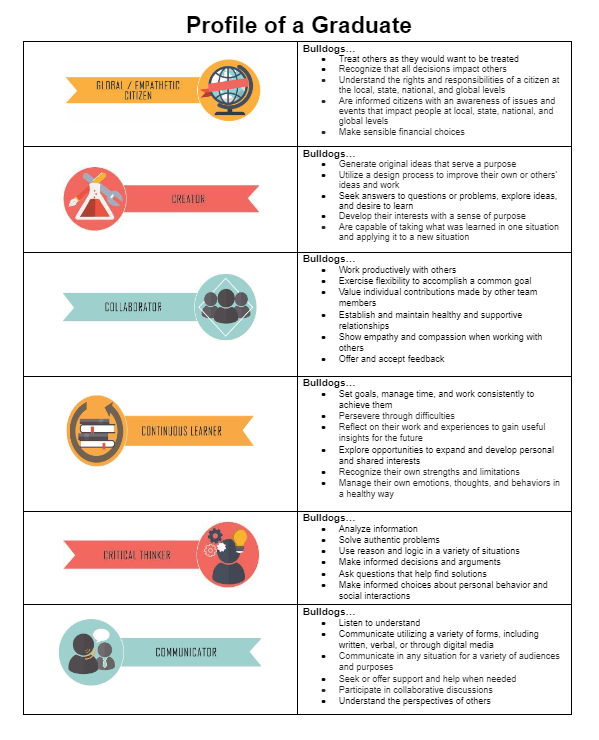 Profile of a Graduate
GLOBAL / EMPATHETIC
CITIZEN
Bulldogs…
• Treat others as they would want to be treated
• Recognize that all decisions impact others
• Understand the rights and responsibilities of a citizen at
the local, state, national, and global levels
• Are informed citizens with an awareness of issues and
events that impact people at local, state, national, and
global levels
• Make sensible financial choices
CREATOR
Bulldogs…
• Generate original ideas that serve a purpose
• Utilize a design process to improve their own or others’
ideas and work
• Seek answers to questions or problems, explore ideas,
and desire to learn
• Develop their interests with a sense of purpose
• Are capable of taking what was learned in one situation
and applying it to a new situation
COLLABORATOR
Bulldogs…
• Work productively with others
• Exercise flexibility to accomplish a common goal
• Value individual contributions made by other team
members
• Establish and maintain healthy and supportive
relationships
• Show empathy and compassion when working with
others
• Offer and accept feedback
CONTINUOUS LEARNER
Bulldogs…
• Set goals, manage time, and work consistently to
achieve them
• Persevere through difficulties
• Reflect on their work and experiences to gain useful
insights for the future
• Explore opportunities to expand and develop personal
and shared interests
• Recognize their own strengths and limitations
• Manage their own emotions, thoughts, and behaviors in
a healthy way
CRITICAL THINKER
Bulldogs…
• Analyze information
• Solve authentic problems
• Use reason and logic in a variety of situations
• Make informed decisions and arguments
• Ask questions that help find solutions
• Make informed choices about personal behavior and
social interactions
COMMUNICATOR
Bulldogs…
• Listen to understand
• Communicate utilizing a variety of forms, including
written, verbal, or through digital media
• Communicate in any situation for a variety of audiences
and purposes
• Seek or offer support and help when needed
• Participate in collaborative discussions
• Understand the perspectives of others